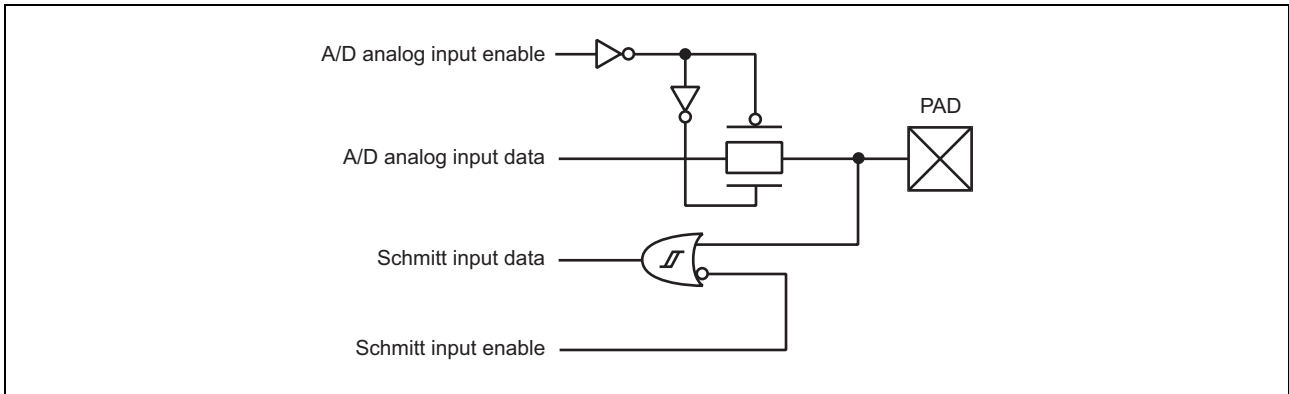 A/D analog input enable
PAD
A/D analog input data
Schmitt input data
Schmitt input enable